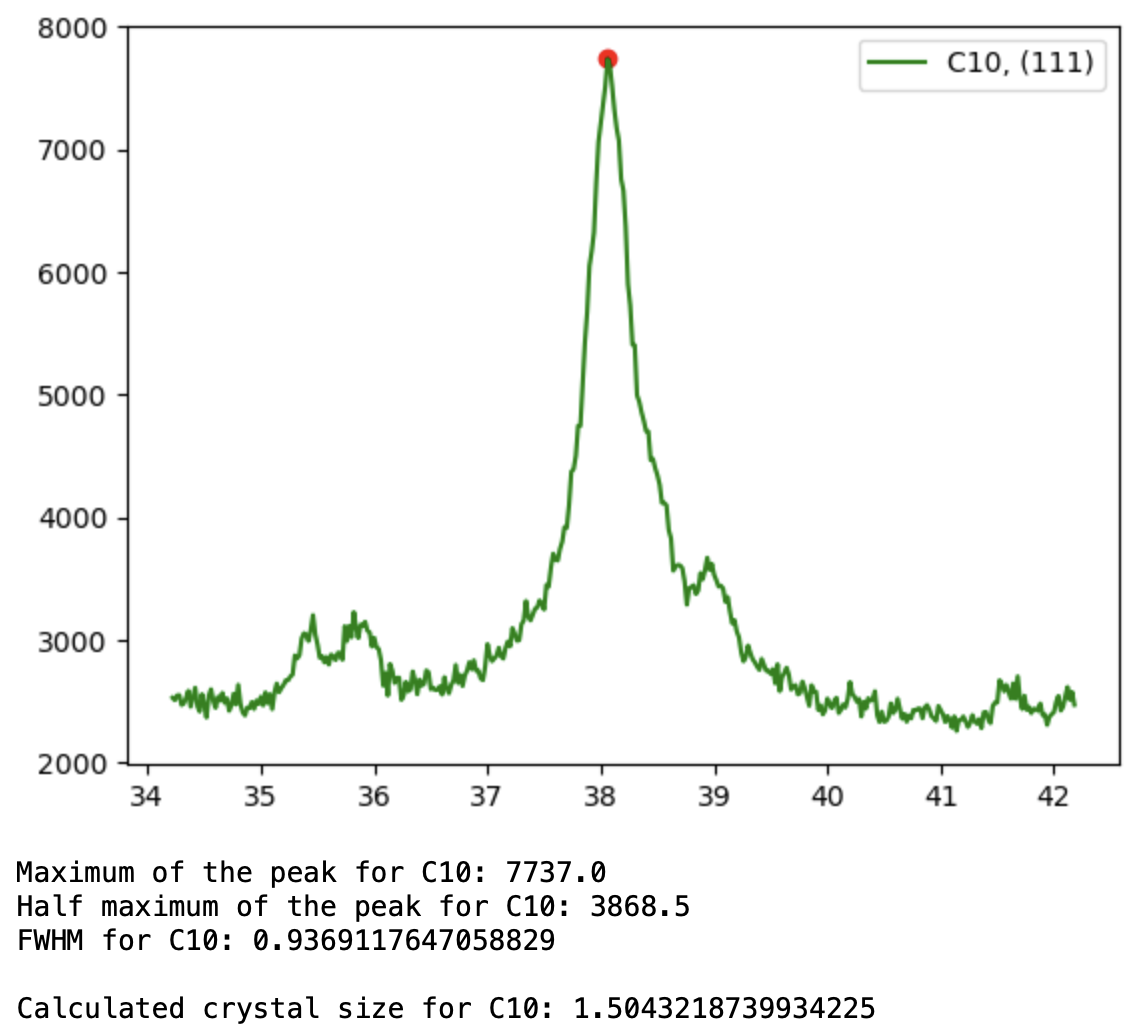 8000
C10, (111)
7000
6000
5000
4000
3000
2000
34 35 36 37 38 39 40 41 42
Maximum of the peak for C10: 7737.0
Half maximum of the peak for C10: 3868.5
FWHM for C10: 0.9369117647058829
Calculated crystal size for C10: 1.5043218739934225